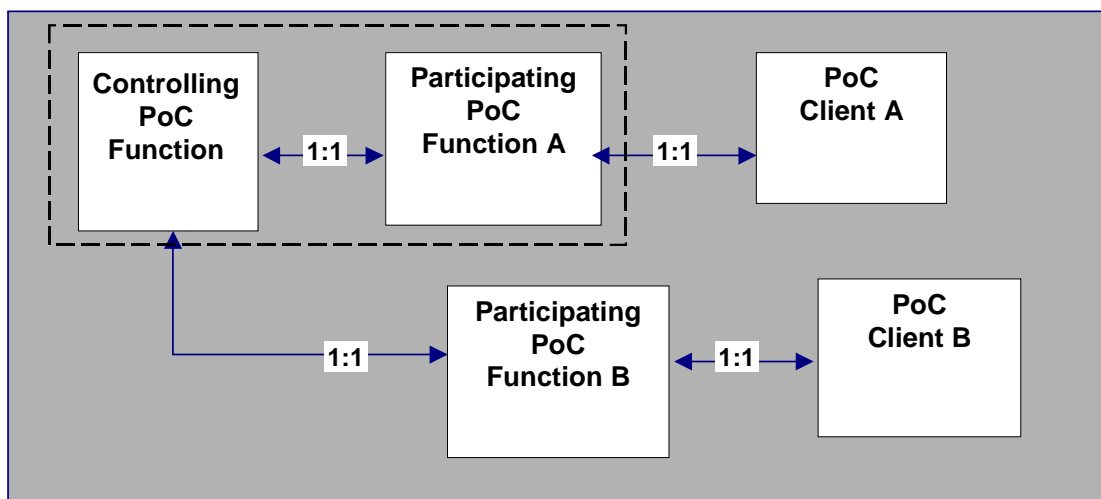 Controlling
PoC
Function
1:1
Participating
PoC
Function A
1:1
PoC
Client A
1:1
Participating
PoC
Function B
1:1
PoC
Client B